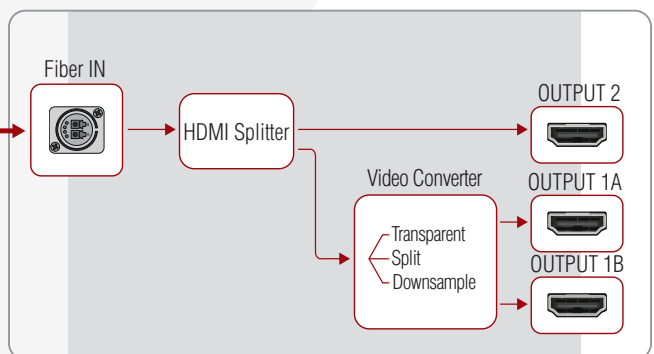 Fiber IN
HDMI Splitter
OUTPUT 2
Video Converter
OUTPUT 1A
Transparent
Split
Downsample
OUTPUT 1B